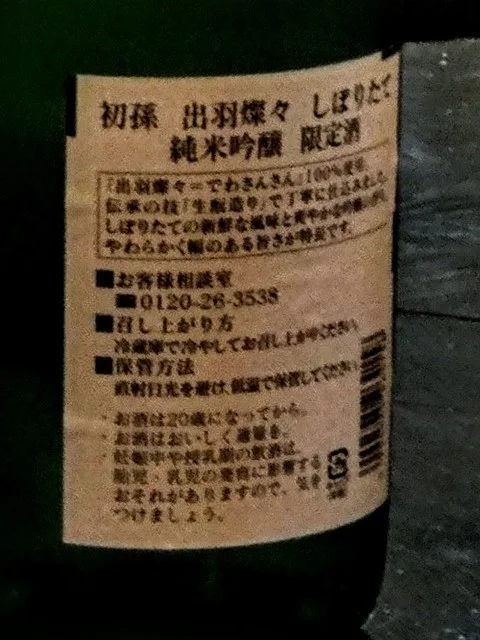 初孫 出羽燦々 しぼりたて
純米吟醸 限定酒
『出羽燦々=でわさんさん』100%使用。
伝承の技「生酛造り」で丁寧に仕込みました。
しぼりたての新鮮な風味と爽やかな吟醸
やわらかく幅のある旨さが特長です。
■お客様相談室
0120-26-3538
■召し上がり方
冷蔵庫で冷やしてお召し上がりください。
■保管方法
直射日光を避け、低温で保管してください。
・お酒は20歳になってから。
・お酒はおいしく適量を。
・妊娠中や授乳期の飲酒は、
胎児・乳児の発育に影響する
おそれがありますので、気を
つけましょう。